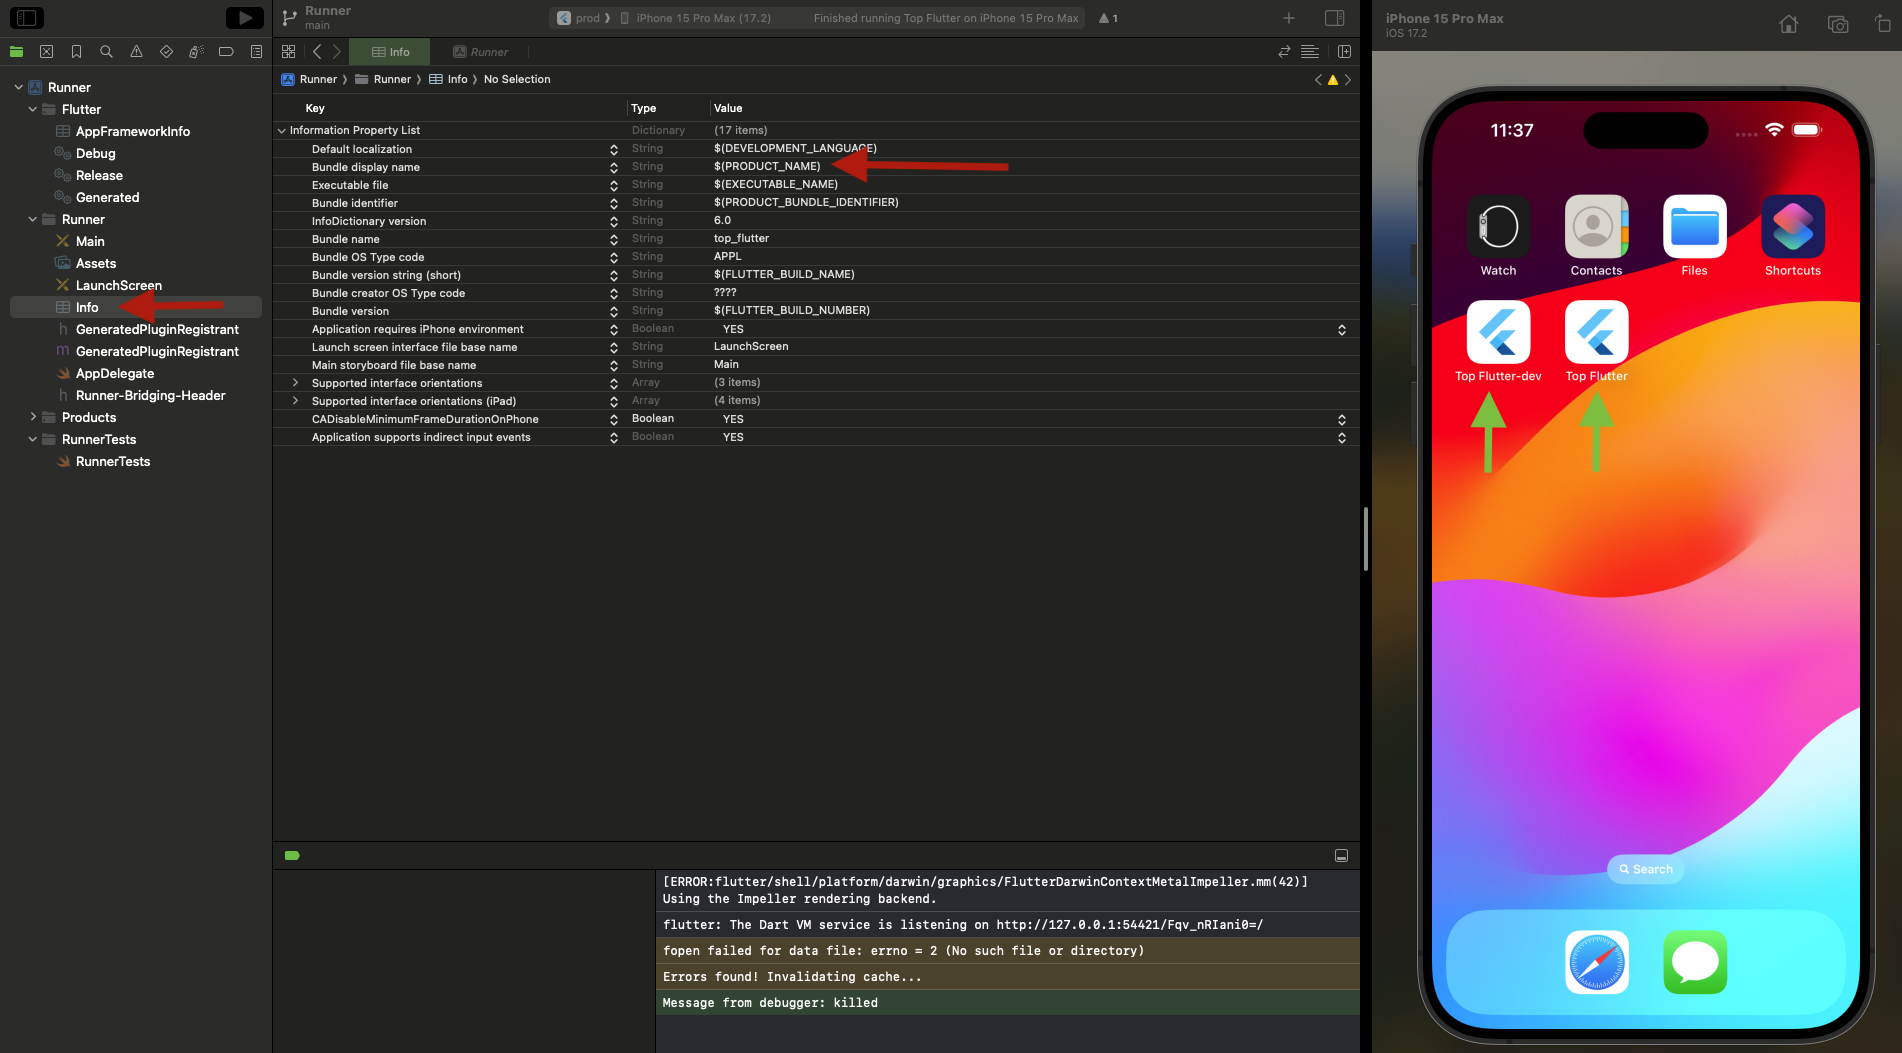 Runner
main
prod
iPhone 15 Pro Max (17.2)
Finished running Top Flutter on iPhone 15 Pro Max
1
Info
Runner
Runner
Runner
Info
No Selection
Runner
Flutter
AppFrameworkInfo
Debug
Release
Generated
Runner
Main
Assets
LaunchScreen
Info
h GeneratedPluginRegistrant
m GeneratedPluginRegistrant
AppDelegate
h Runner-Bridging-Header
Products
RunnerTests
RunnerTests
Key Type Value
Information Property List Dictionary (17 items)
Default localization String $(DEVELOPMENT_LANGUAGE)
Bundle display name String $(PRODUCT_NAME)
Executable file String $(EXECUTABLE_NAME)
Bundle identifier String $(PRODUCT_BUNDLE_IDENTIFIER)
InfoDictionary version String 6.0
Bundle name String top_flutter
Bundle OS Type code String APPL
Bundle version string (short) String $(FLUTTER_BUILD_NAME)
Bundle creator OS Type code String ????
Bundle version String $(FLUTTER_BUILD_NUMBER)
Application requires iPhone environment Boolean YES
Launch screen interface file base name String LaunchScreen
Main storyboard file base name String Main
Supported interface orientations Array (3 items)
Supported interface orientations (iPad) Array (4 items)
CADisableMinimumFrameDurationOnPhone Boolean YES
Application supports indirect input events Boolean YES
[ERROR:flutter/shell/platform/darwin/graphics/FlutterDarwinContextMetalImpeller.mm(42)]
Using the Impeller rendering backend.
flutter: The Dart VM service is listening on http://127.0.0.1:54421/Fqv_nRIani0=/
fopen failed for data file: errno = 2 (No such file or directory)
Errors found! Invalidating cache...
Message from debugger: killed
iPhone 15 Pro Max
iOS 17.2
11:37
Watch Contacts Files Shortcuts
Top Flutter-dev Top Flutter
Search